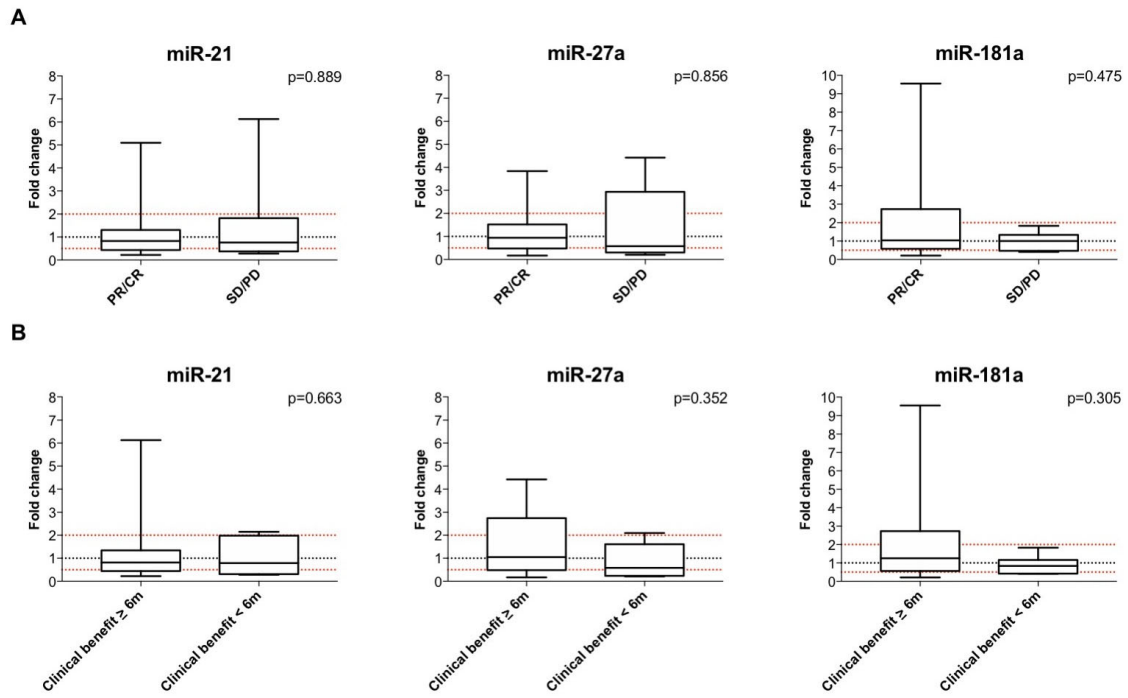 A
miR-21
p=0.889
Fold change
8
7
6
5
4
3
2
1
0
PR/CR
SD/PD
miR-27a
p=0.856
Fold change
8
7
6
5
4
3
2
1
0
PR/CR
SD/PD
miR-181a
p=0.475
Fold change
10
9
8
7
6
5
4
3
2
1
0
PR/CR
SD/PD
B
miR-21
p=0.663
Fold change
8
7
6
5
4
3
2
1
0
Clinical benefit ≥ 6m
Clinical benefit < 6m
miR-27a
p=0.352
Fold change
8
7
6
5
4
3
2
1
0
Clinical benefit ≥ 6m
Clinical benefit < 6m
miR-181a
p=0.305
Fold change
10
9
8
7
6
5
4
3
2
1
0
Clinical benefit ≥ 6m
Clinical benefit < 6m